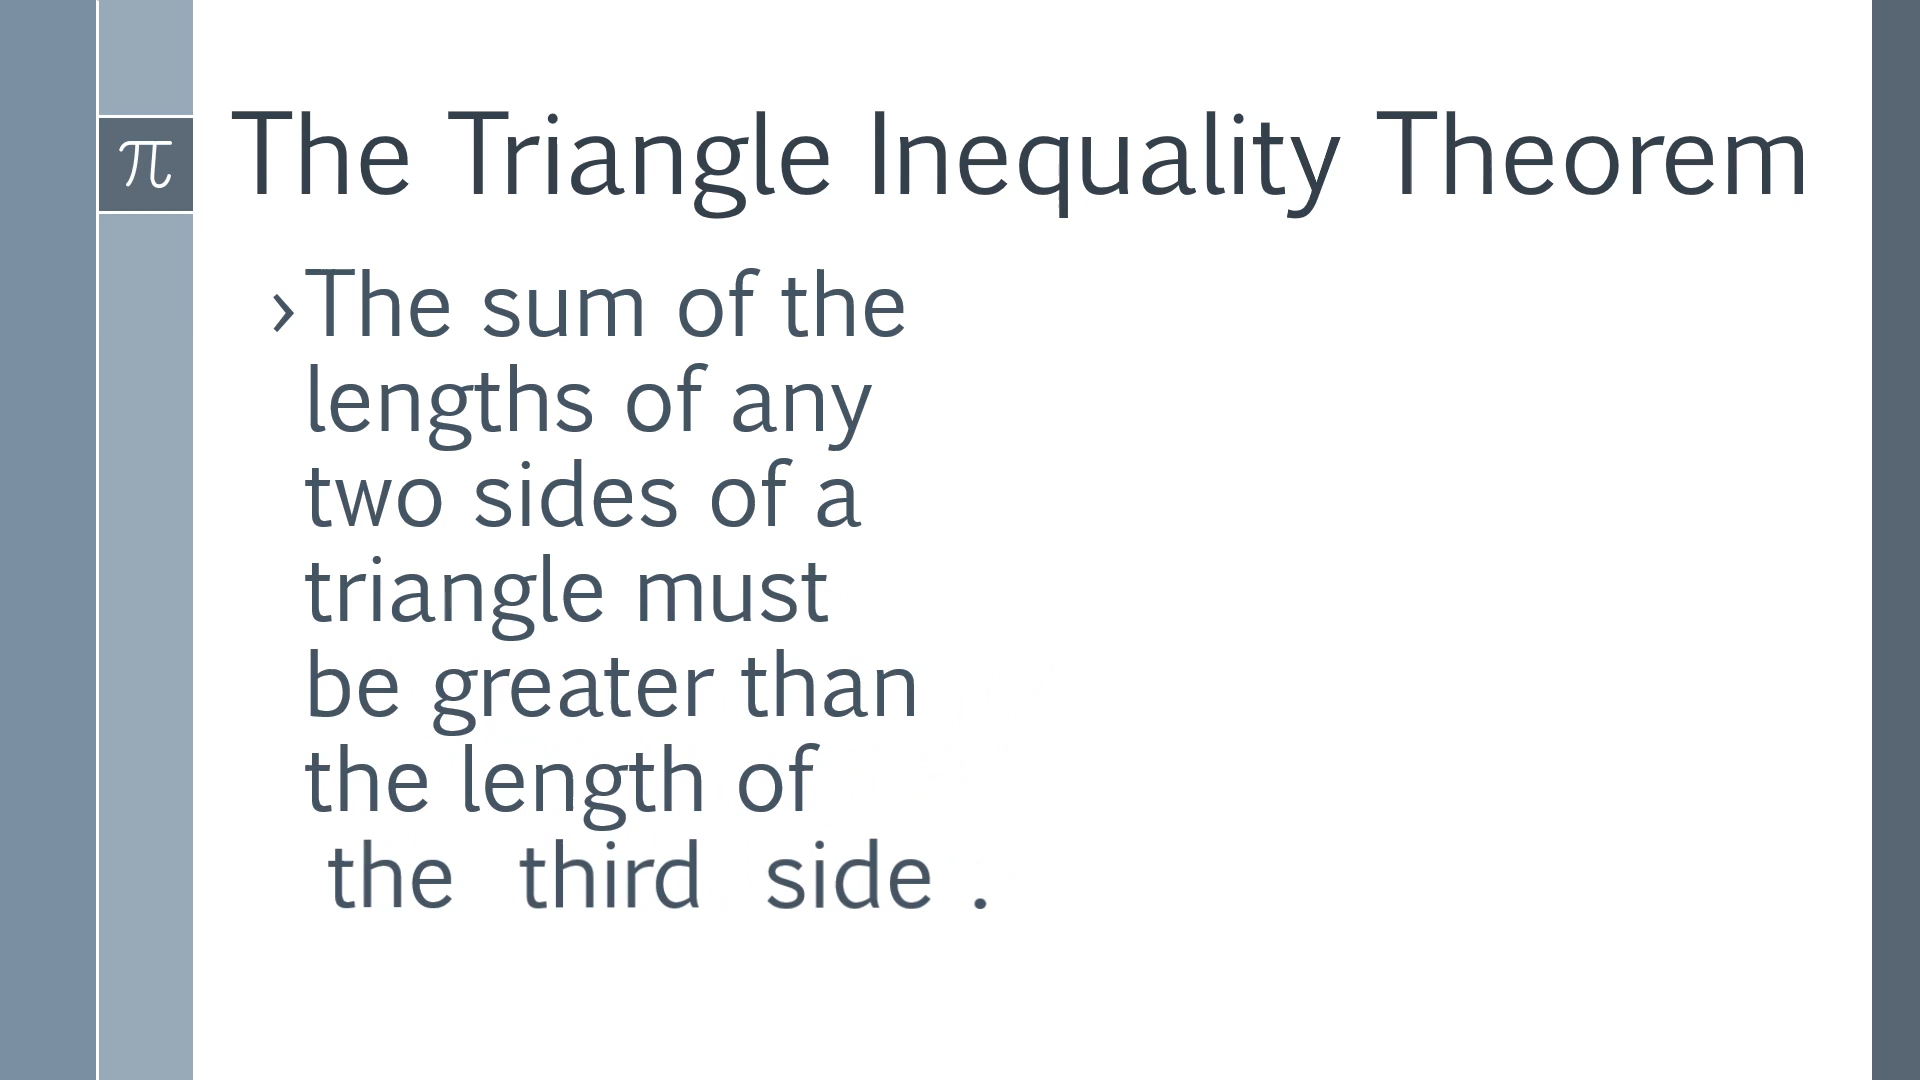 π
The Triangle Inequality Theorem
›The sum of the
lengths of any
two sides of a
triangle must
be greater than
the length of
the third side .